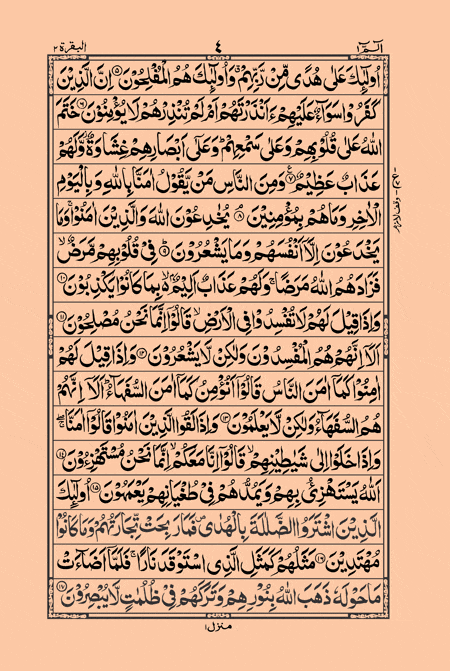 الٓمّٓ ١ ٤ البقرة ٢
اُولٰٓئِكَ عَلٰى هُدًى مِّنْ رَّبِّهِمْ ۗ وَاُولٰٓئِكَ هُمُ الْمُفْلِحُوْنَ ۝٥ اِنَّ الَّذِيْنَ
كَفَرُوْا سَوَآءٌ عَلَيْهِمْ ءَاَنْذَرْتَهُمْ اَمْ لَمْ تُنْذِرْهُمْ لَا يُؤْمِنُوْنَ ۝٦ خَتَمَ
اللّٰهُ عَلٰى قُلُوْبِهِمْ وَعَلٰى سَمْعِهِمْ ؕ وَعَلٰٓى اَبْصَارِهِمْ غِشَاوَةٌ ۚ وَّلَهُمْ
عَذَابٌ عَظِيْمٌ ۝٧ وَمِنَ النَّاسِ مَنْ يَّقُوْلُ اٰمَنَّا بِاللّٰهِ وَبِالْيَوْمِ
الْاٰخِرِ وَمَا هُمْ بِمُؤْمِنِيْنَ ۝٨ يُخٰدِعُوْنَ اللّٰهَ وَالَّذِيْنَ اٰمَنُوْا ۚ وَمَا
يَخْدَعُوْنَ اِلَّآ اَنْفُسَهُمْ وَمَا يَشْعُرُوْنَ ۝٩ فِيْ قُلُوْبِهِمْ مَّرَضٌ ۙ
فَزَادَهُمُ اللّٰهُ مَرَضًا ۚ وَلَهُمْ عَذَابٌ اَلِيْمٌۢ ۙ بِمَا كَانُوْا يَكْذِبُوْنَ ۝١٠
وَاِذَا قِيْلَ لَهُمْ لَا تُفْسِدُوْا فِى الْاَرْضِ ۙ قَالُوْٓا اِنَّمَا نَحْنُ مُصْلِحُوْنَ ۝١١
اَلَآ اِنَّهُمْ هُمُ الْمُفْسِدُوْنَ وَلٰكِنْ لَّا يَشْعُرُوْنَ ۝١٢ وَاِذَا قِيْلَ لَهُمْ
اٰمِنُوْا كَمَآ اٰمَنَ النَّاسُ قَالُوْٓا اَنُؤْمِنُ كَمَآ اٰمَنَ السُّفَهَآءُ ؕ اَلَآ اِنَّهُمْ
هُمُ السُّفَهَآءُ وَلٰكِنْ لَّا يَعْلَمُوْنَ ۝١٣ وَاِذَا لَقُوا الَّذِيْنَ اٰمَنُوْا قَالُوْٓا اٰمَنَّا ۖۚ
وَاِذَا خَلَوْا اِلٰى شَيٰطِيْنِهِمْ ۙ قَالُوْٓا اِنَّا مَعَكُمْ ۙ اِنَّمَا نَحْنُ مُسْتَهْزِءُوْنَ ۝١٤
اَللّٰهُ يَسْتَهْزِئُ بِهِمْ وَيَمُدُّهُمْ فِيْ طُغْيَانِهِمْ يَعْمَهُوْنَ ۝١٥ اُولٰٓئِكَ
الَّذِيْنَ اشْتَرَوُا الضَّلٰلَةَ بِالْهُدٰى ۪ فَمَا رَبِحَتْ تِّجَارَتُهُمْ وَمَا كَانُوْا
مُهْتَدِيْنَ ۝١٦ مَثَلُهُمْ كَمَثَلِ الَّذِى اسْتَوْقَدَ نَارًا ۚ فَلَمَّآ اَضَآءَتْ
مَا حَوْلَهٗ ذَهَبَ اللّٰهُ بِنُوْرِهِمْ وَتَرَكَهُمْ فِيْ ظُلُمٰتٍ لَّا يُبْصِرُوْنَ ۝١٧
منزل ١